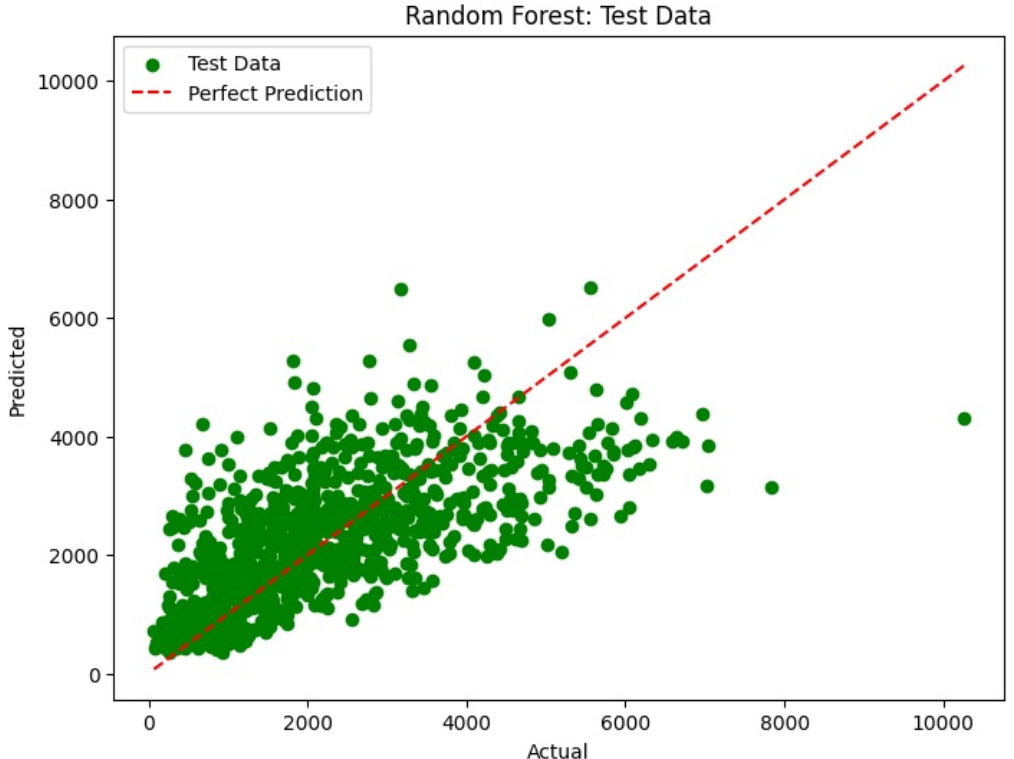 Random Forest: Test Data
Test Data
Perfect Prediction
10000
8000
6000
4000
2000
0
Predicted
0 2000 4000 6000 8000 10000
Actual